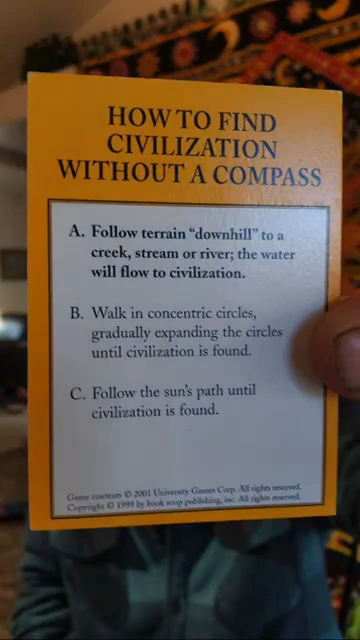 HOW TO FIND
CIVILIZATION
WITHOUT A COMPASS
A. Follow terrain "downhill" to a
creek, stream or river; the water
will flow to civilization.
B. Walk in concentric circles,
gradually expanding the circles
until civilization is found.
C. Follow the sun's path until
civilization is found.
Game contents © 2001 University Games Corp. All rights reserved.
Copyright © 1999 by book soup publishing, inc. All rights reserved.